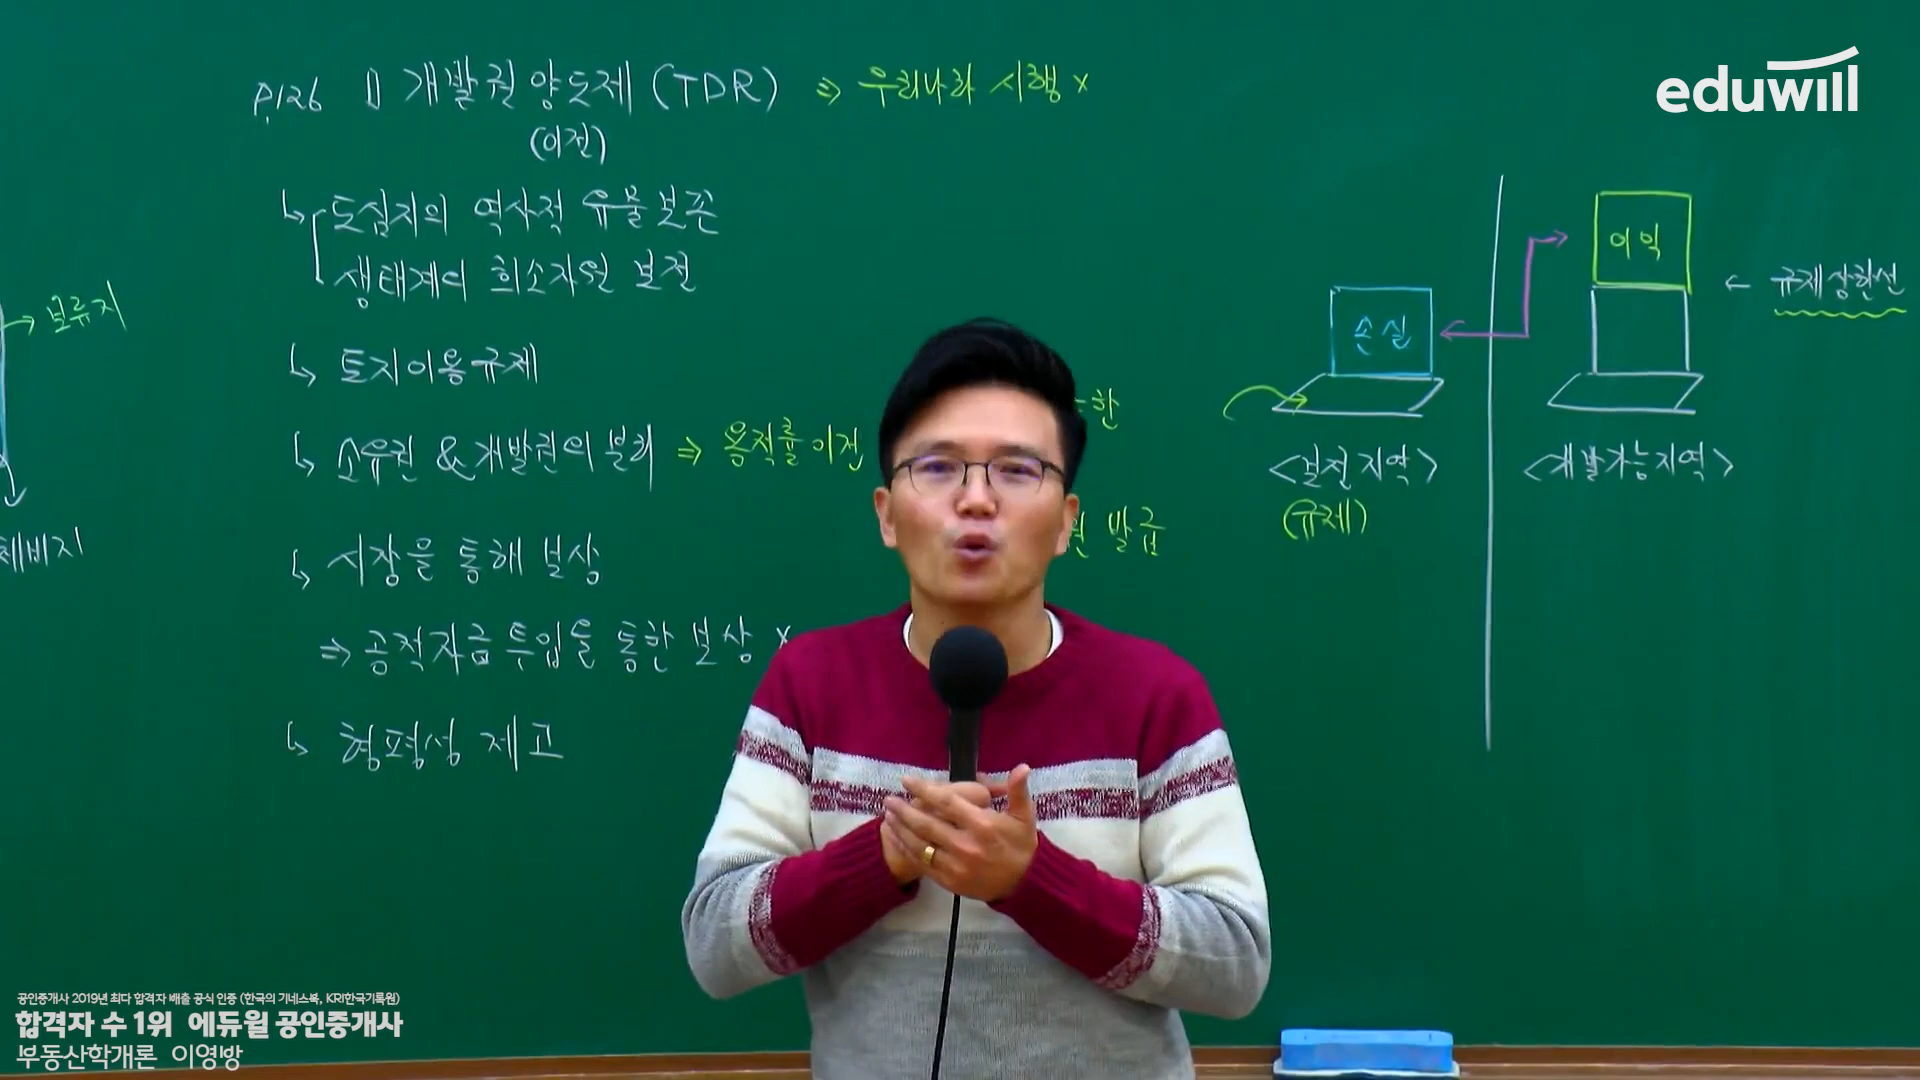 eduwill
P.126 ① 개발권양도제 (TDR) ⇒ 우리나라 시행 x
(이전)
↳ 도심지의 역사적 유물보존
생태계의 희소자원 보전
→ 보류지
↳ 토지이용규제
↳ 소유권 & 개발권의 분리 ⇒ 용적률 이전
한
권 발급
체비지
↳ 시장을 통해 보상
⇒ 공적자금 투입을 통한 보상 x
↳ 형평성 제고
이익
← 규제상한선
손실
<보전지역>
<개발가능지역>
(규제)
공인중개사 2019년 최다 합격자 배출 공식 인증 (한국의 기네스북, KRI한국기록원)
합격자 수 1위 에듀윌 공인중개사
부동산학개론 이영방